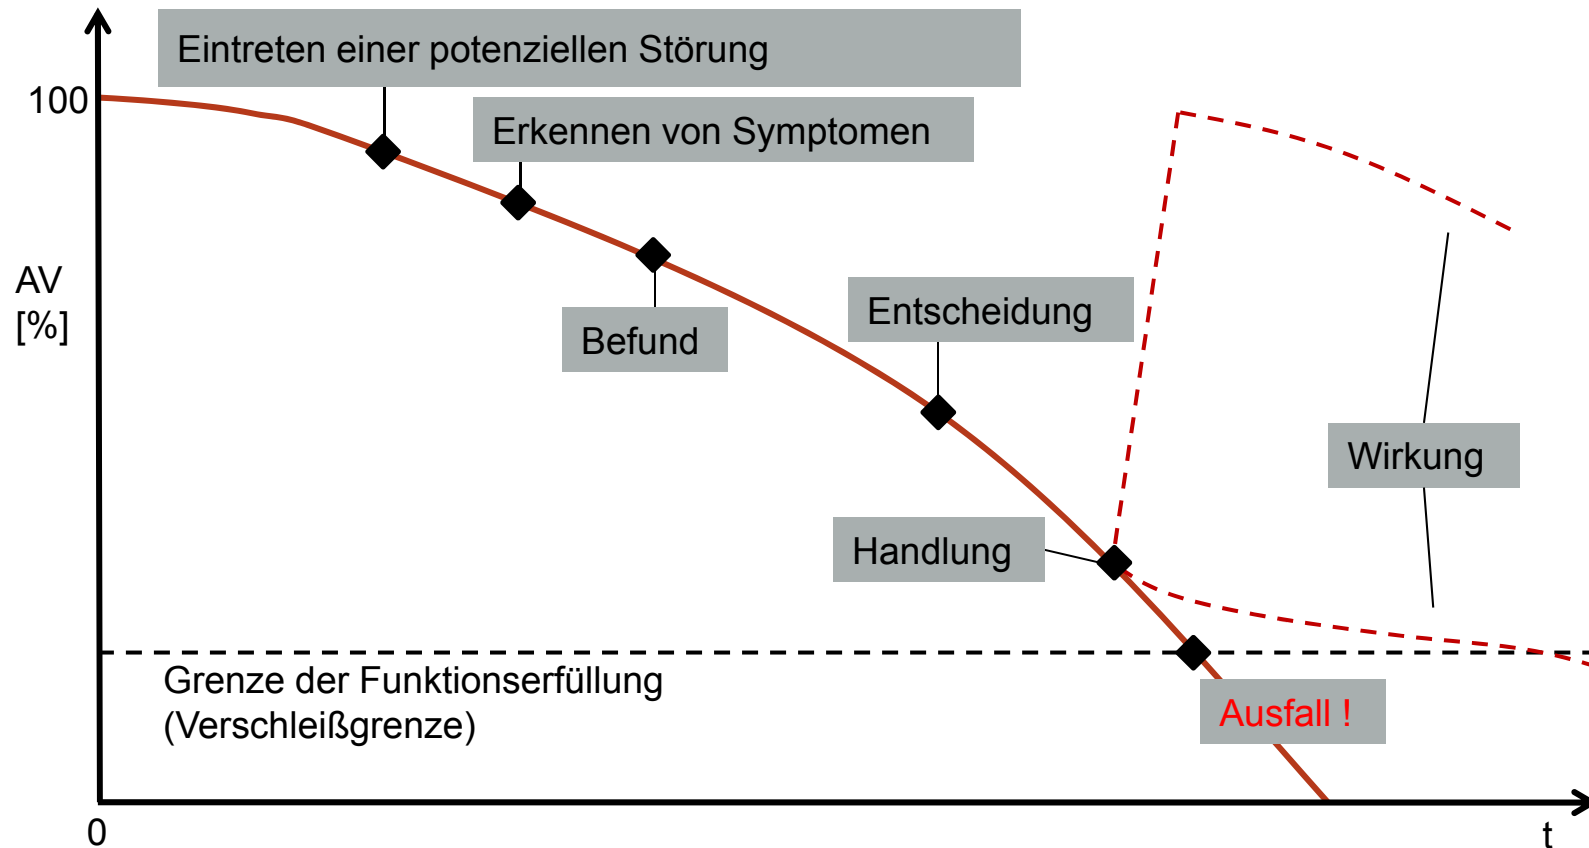 Eintreten einer potenziellen Störung
100
Erkennen von Symptomen
AV
[%]
Befund
Entscheidung
Wirkung
Handlung
Grenze der Funktionserfüllung
(Verschleißgrenze)
Ausfall !
0
t